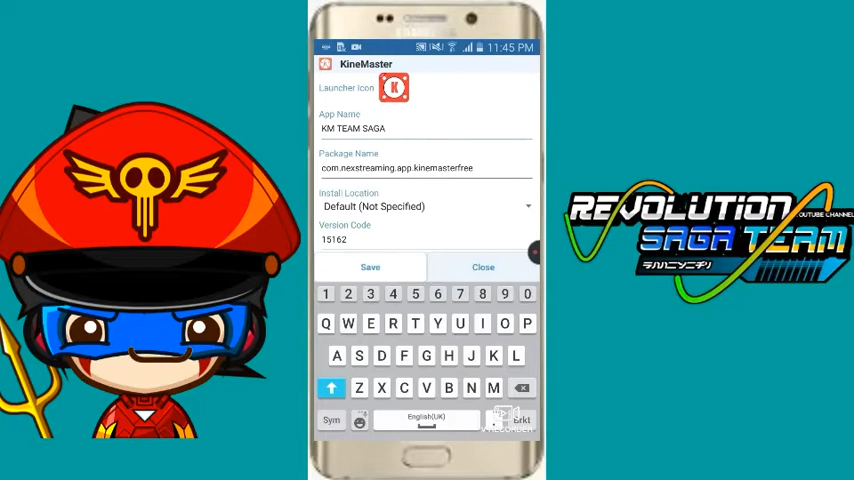 SAMSUNG
11:45 PM
KineMaster
Launcher Icon
K
App Name
KM TEAM SAGA
Package Name
com.nexstreaming.app.kinemasterfree
Install Location
Default (Not Specified)
Version Code
15162
Save Close
1 2 3 4 5 6 7 8 9 0
Q W E R T Y U I O P
A S D F G H J K L
Z X C V B N M
Sym English(UK)
RECORDER
REVOLUTION
YOUTUBE CHANNEL
SAGA TEAM